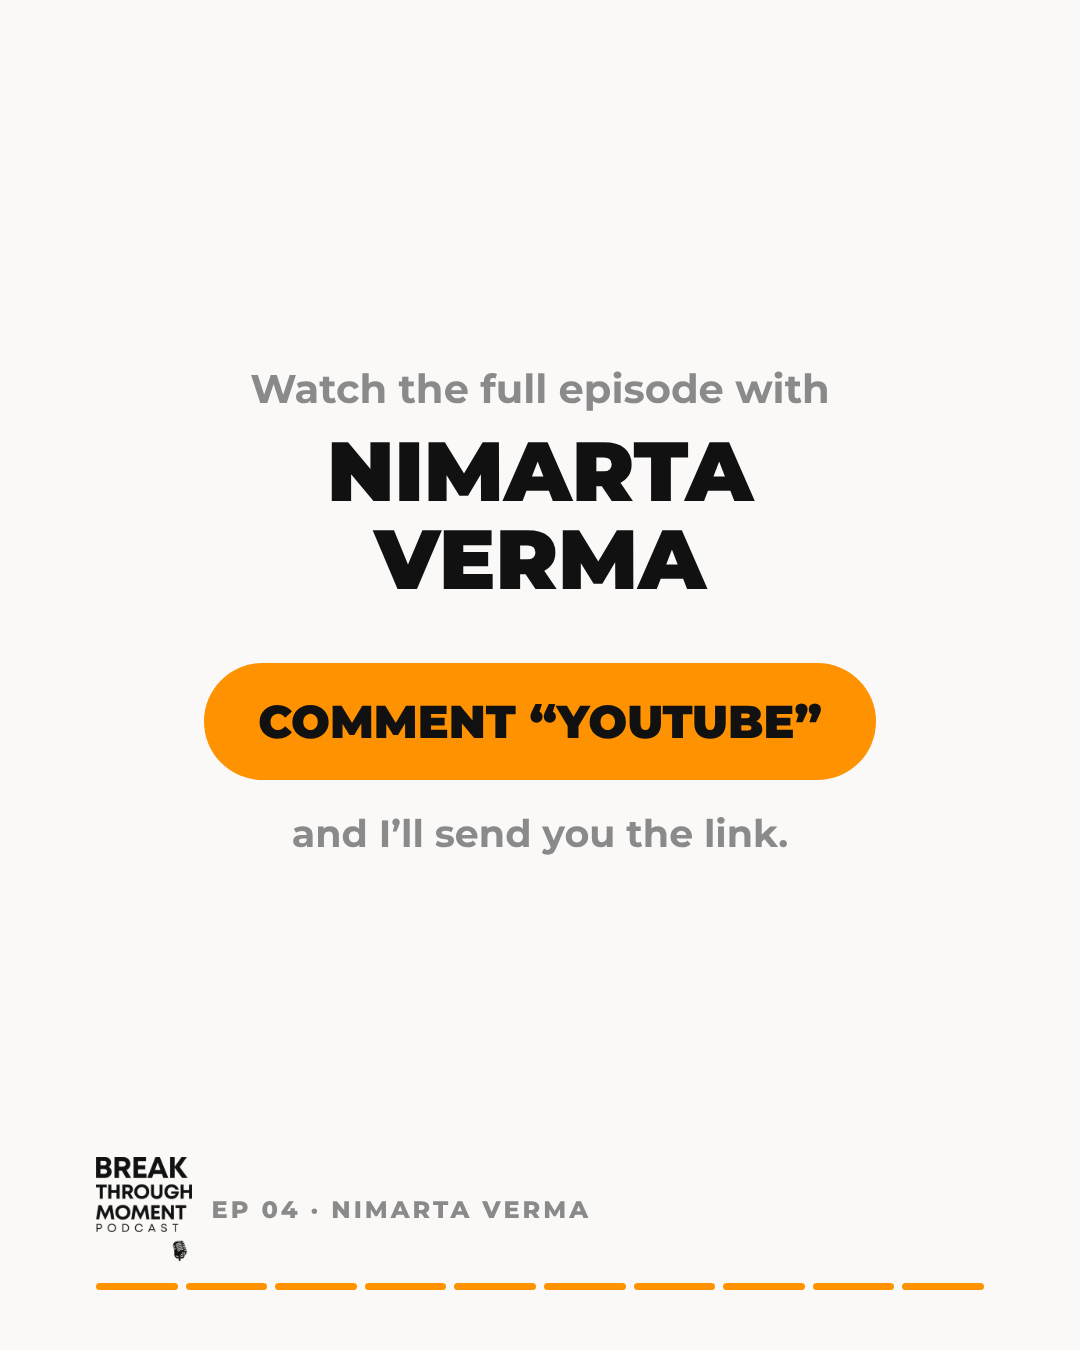 Watch the full episode with
NIMARTA
VERMA
COMMENT “YOUTUBE”
and I’ll send you the link.
BREAK
THROUGH
MOMENT
PODCAST
EP 04 · NIMARTA VERMA